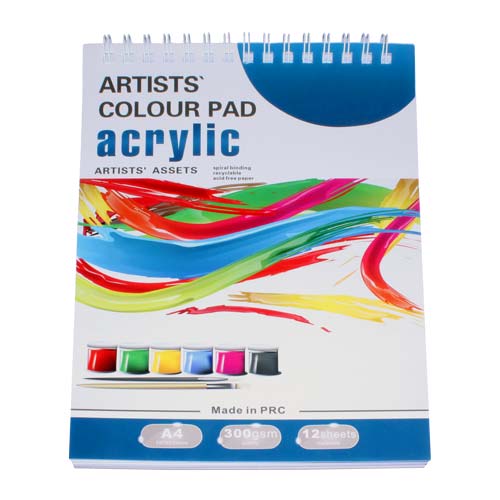 ARTISTS`
COLOUR PAD
acrylic
ARTISTS' ASSETS
spiral binding
recyclable
acid free paper
Made in PRC
A4
300gsm
12sheets